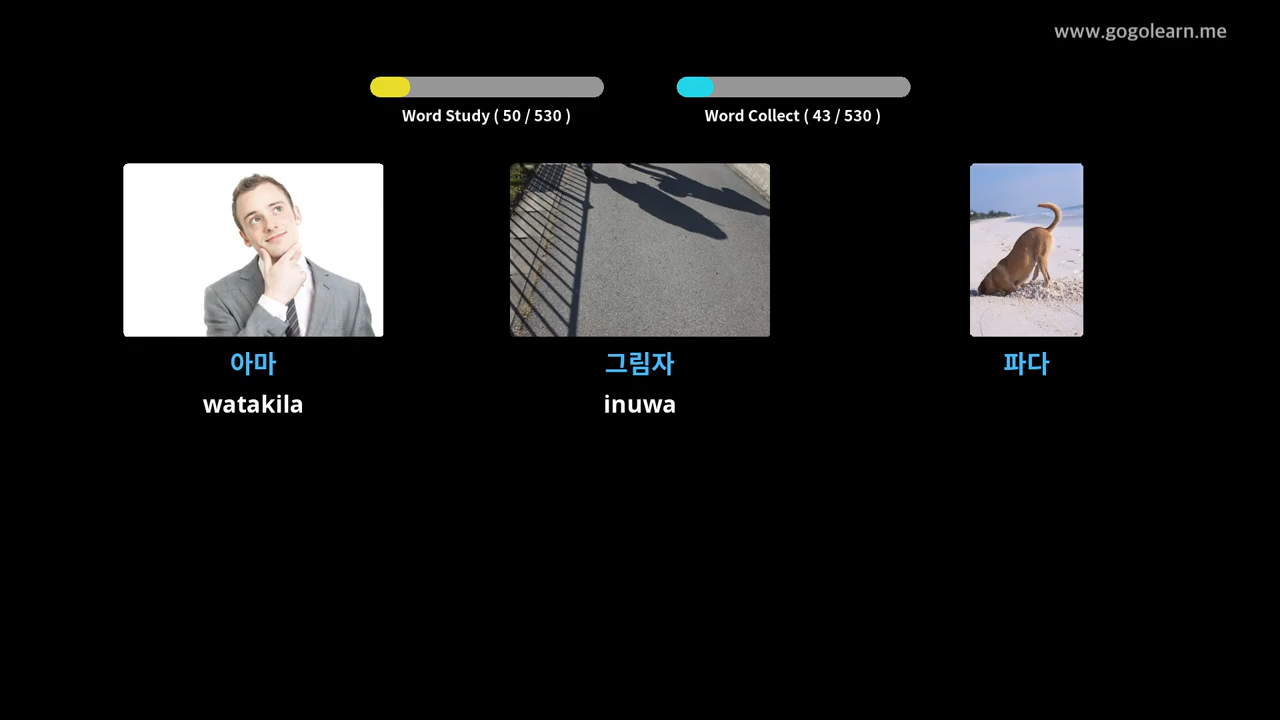 www.gogolearn.me
Word Study ( 50 / 530 )
Word Collect ( 43 / 530 )
아마
그림자
파다
watakila
inuwa